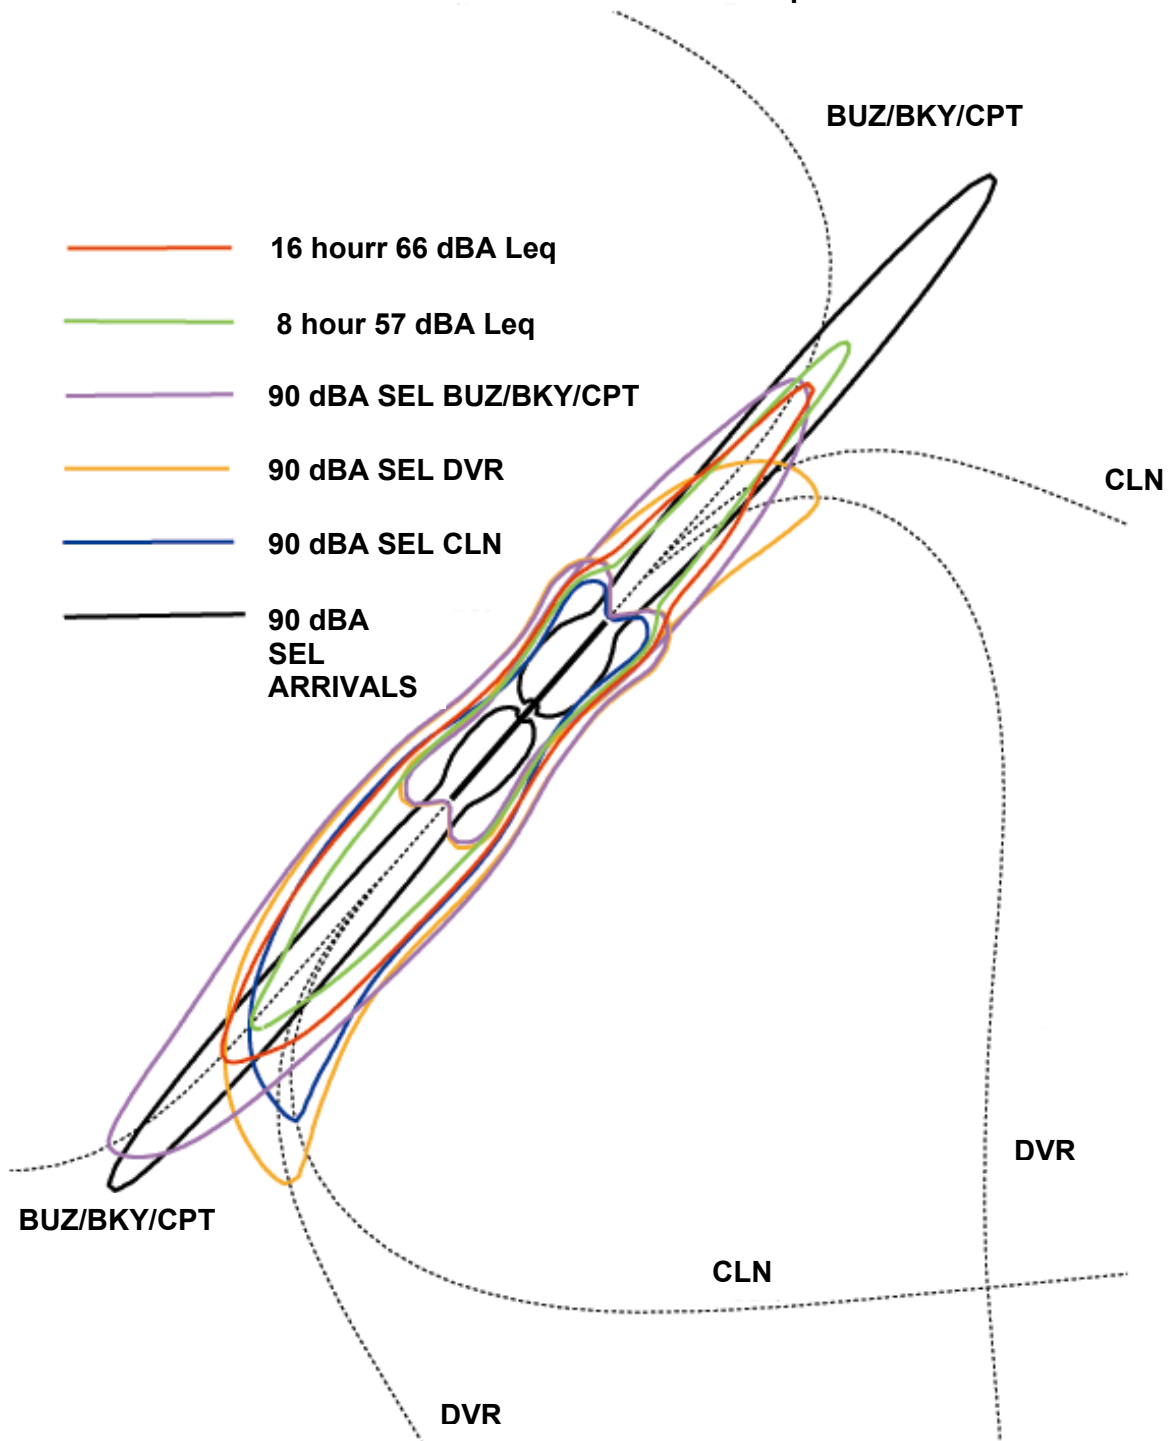 BUZ/BKY/CPT
16 hourr 66 dBA Leq
8 hour 57 dBA Leq
90 dBA SEL BUZ/BKY/CPT
90 dBA SEL DVR
CLN
90 dBA SEL CLN
90 dBA
SEL
ARRIVALS
DVR
BUZ/BKY/CPT
CLN
DVR